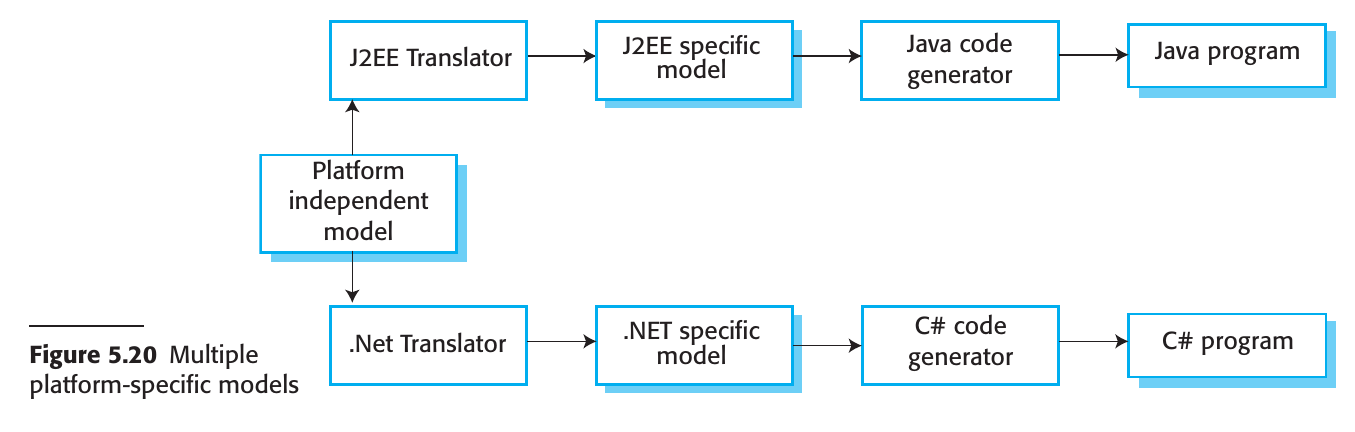 J2EE Translator
J2EE specific
model
Java code
generator
Java program
Platform
independent
model
.Net Translator
.NET specific
model
C# code
generator
C# program
Figure 5.20 Multiple
platform-specific models